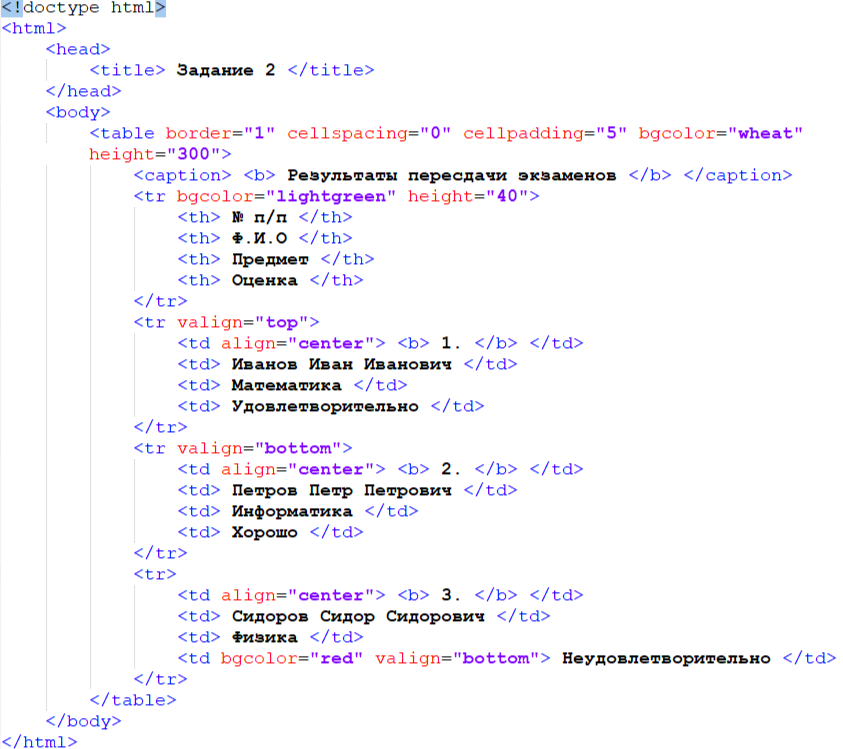 <!doctype html>
<html>
<head>
<title> Задание 2 </title>
</head>
<body>
<table border="1" cellspacing="0" cellpadding="5" bgcolor="wheat"
height="300">
<caption> <b> Результаты пересдачи экзаменов </b> </caption>
<tr bgcolor="lightgreen" height="40">
<th> № п/п </th>
<th> Ф.И.О </th>
<th> Предмет </th>
<th> Оценка </th>
</tr>
<tr valign="top">
<td align="center"> <b> 1. </b> </td>
<td> Иванов Иван Иванович </td>
<td> Математика </td>
<td> Удовлетворительно </td>
</tr>
<tr valign="bottom">
<td align="center"> <b> 2. </b> </td>
<td> Петров Петр Петрович </td>
<td> Информатика </td>
<td> Хорошо </td>
</tr>
<tr>
<td align="center"> <b> 3. </b> </td>
<td> Сидоров Сидор Сидорович </td>
<td> Физика </td>
<td bgcolor="red" valign="bottom"> Неудовлетворительно </td>
</tr>
</table>
</body>
</html>